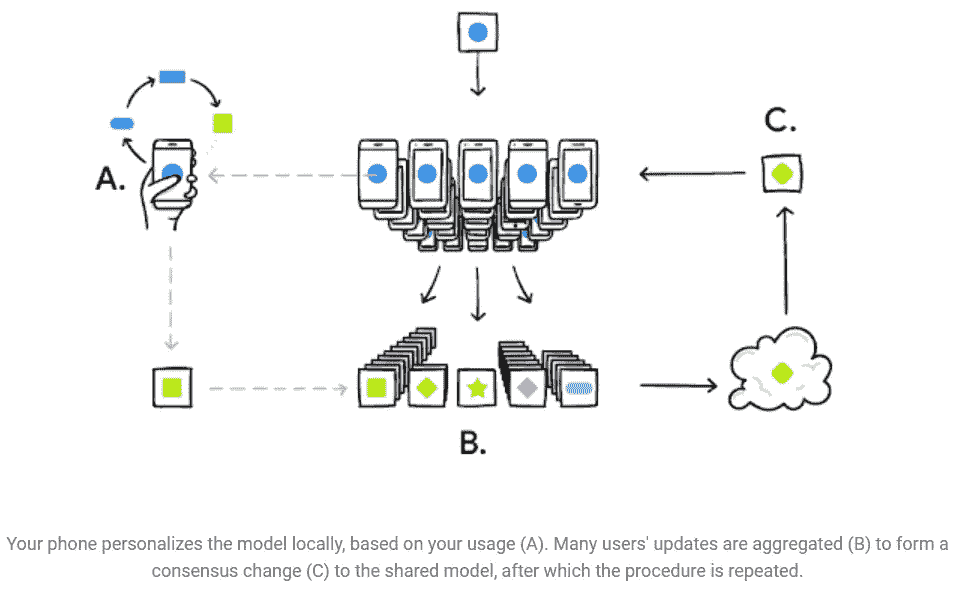 C.
A.
B.
Your phone personalizes the model locally, based on your usage (A). Many users' updates are aggregated (B) to form a
consensus change (C) to the shared model, after which the procedure is repeated.